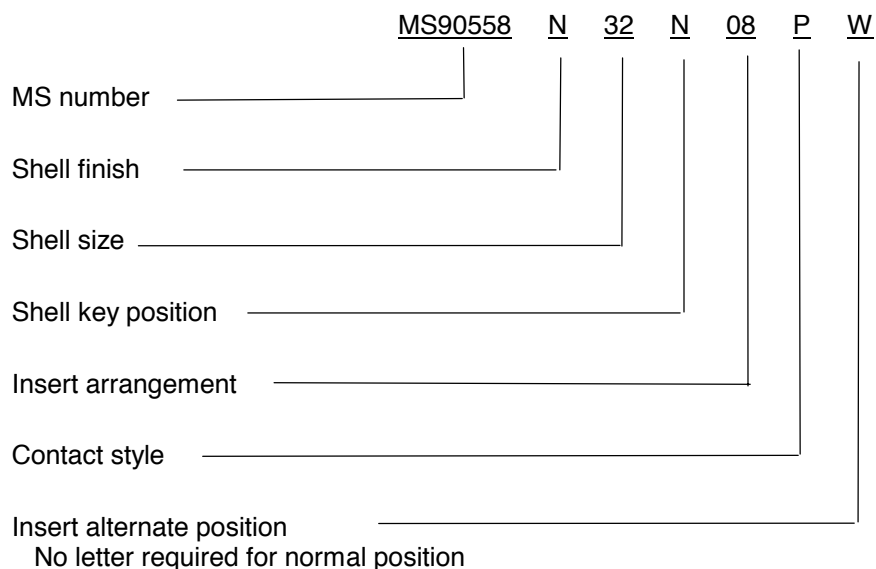 MS90558 N 32 N 08 P W
MS number
Shell finish
Shell size
Shell key position
Insert arrangement
Contact style
Insert alternate position
No letter required for normal position